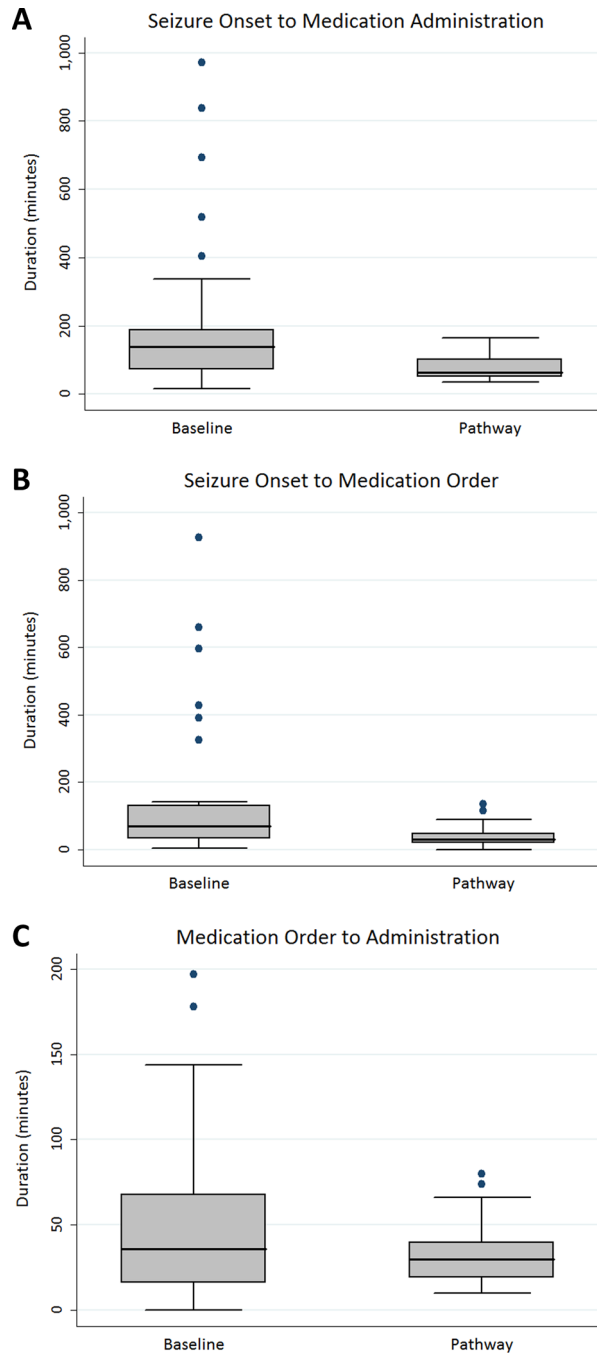 A
Seizure Onset to Medication Administration
Duration (minutes)
1,000
800
600
400
200
0
Baseline
Pathway
B
Seizure Onset to Medication Order
Duration (minutes)
1,000
800
600
400
200
0
Baseline
Pathway
C
Medication Order to Administration
Duration (minutes)
200
150
100
50
0
Baseline
Pathway